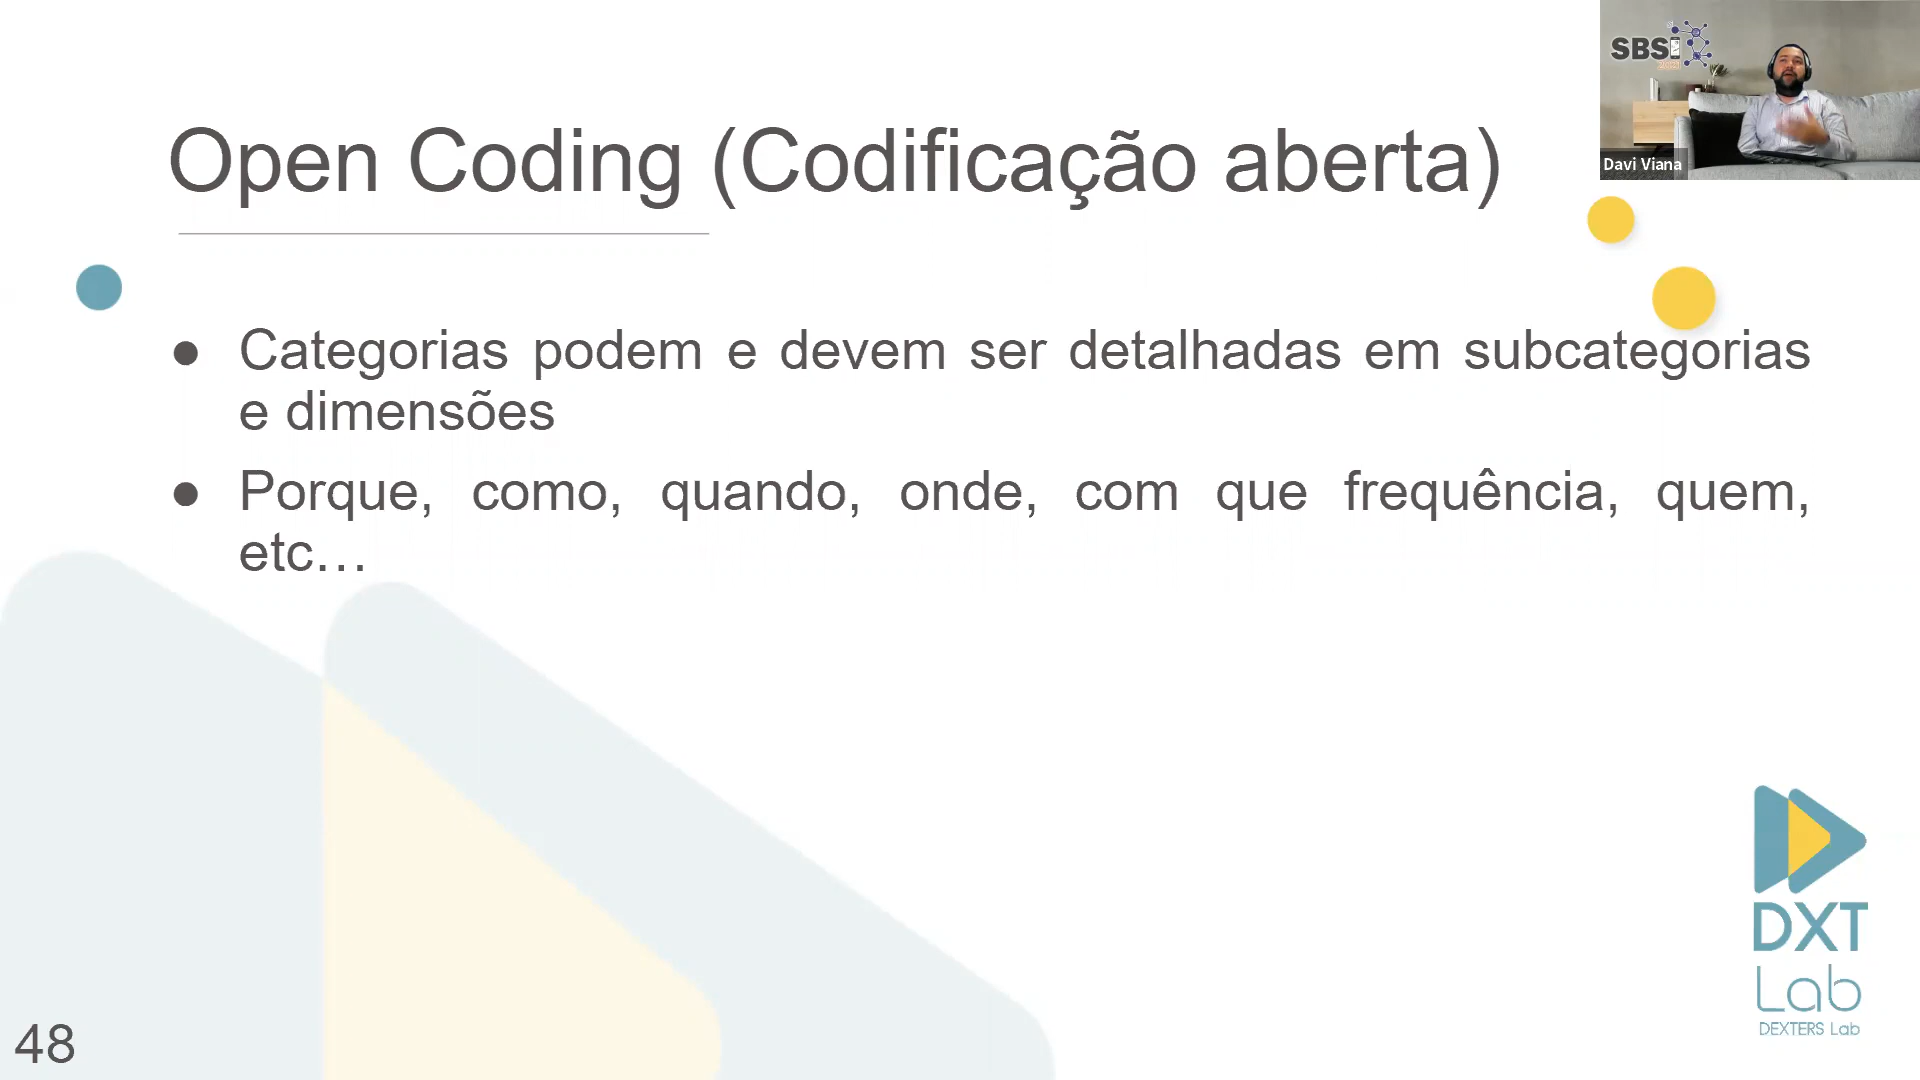 SBSI
Davi Viana
Open Coding (Codificação aberta)
● Categorias podem e devem ser detalhadas em subcategorias
e dimensões
● Porque, como, quando, onde, com que frequência, quem,
etc…
DXT
Lab
DEXTERS Lab
48